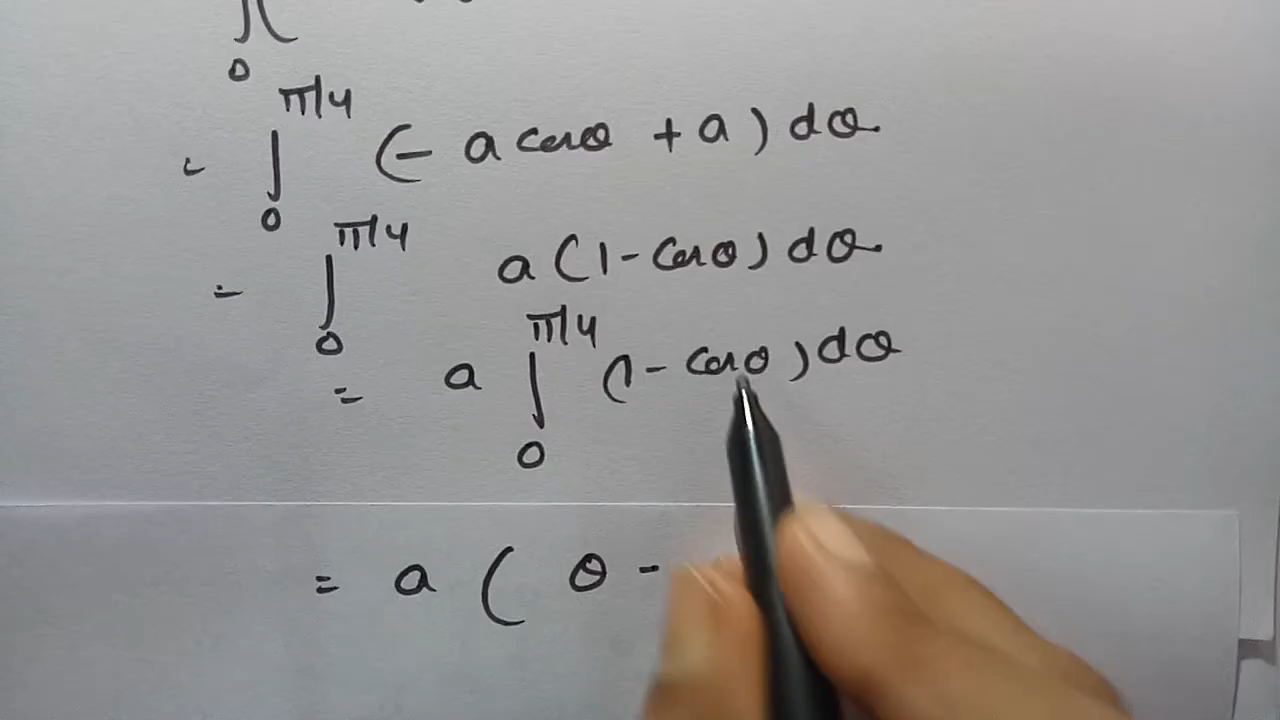 ∫( 0
= ∫ 0 π/4 (- a cosθ + a) dθ
= ∫ 0 π/4 a(1- cosθ) dθ
= a ∫ 0 π/4 (1- cosθ) dθ
= a ( θ -